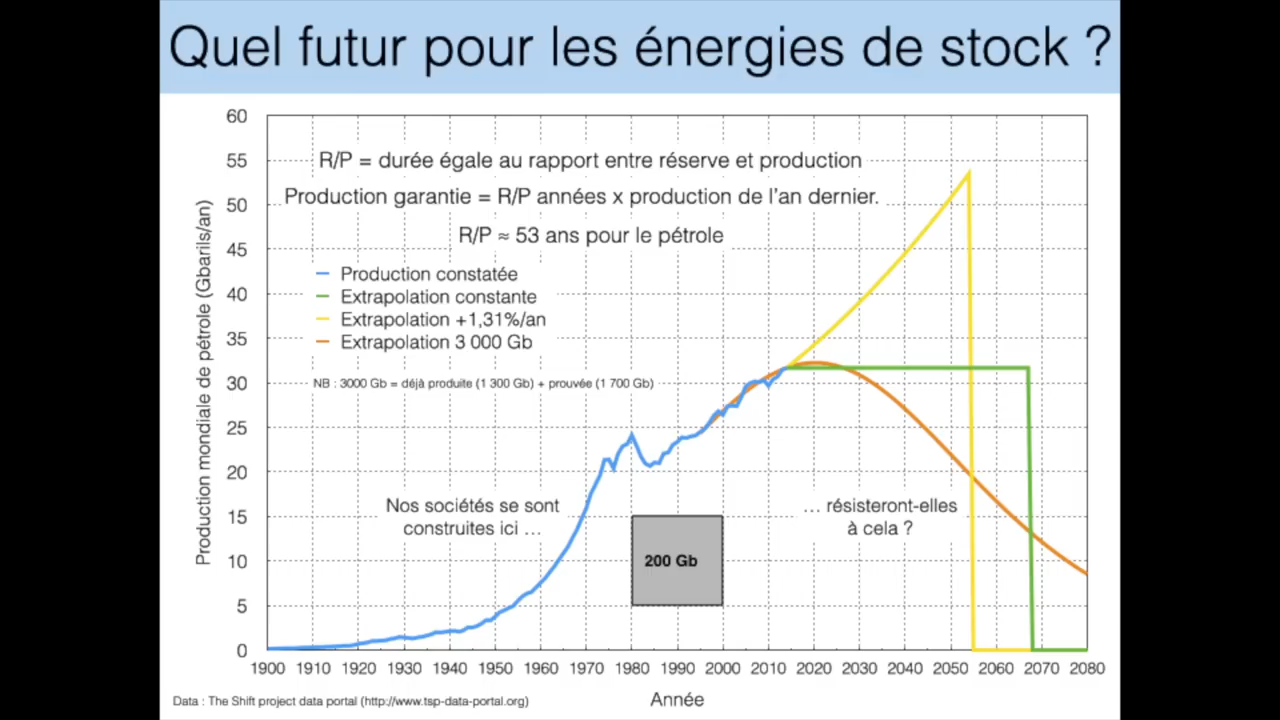 Quel futur pour les énergies de stock ?
R/P = durée égale au rapport entre réserve et production
Production garantie = R/P années x production de l'an dernier.
R/P ≈ 53 ans pour le pétrole
Production constatée
Extrapolation constante
Extrapolation +1,31%/an
Extrapolation 3 000 Gb
NB : 3000 Gb = déjà produite (1 300 Gb) + prouvée (1 700 Gb)
Nos sociétés se sont
construites ici …
… résisteront-elles
à cela ?
200 Gb
Production mondiale de pétrole (Gbarils/an)
60
55
50
45
40
35
30
25
20
15
10
5
0
1900 1910 1920 1930 1940 1950 1960 1970 1980 1990 2000 2010 2020 2030 2040 2050 2060 2070 2080
Année
Data : The Shift project data portal (http://www.tsp-data-portal.org)